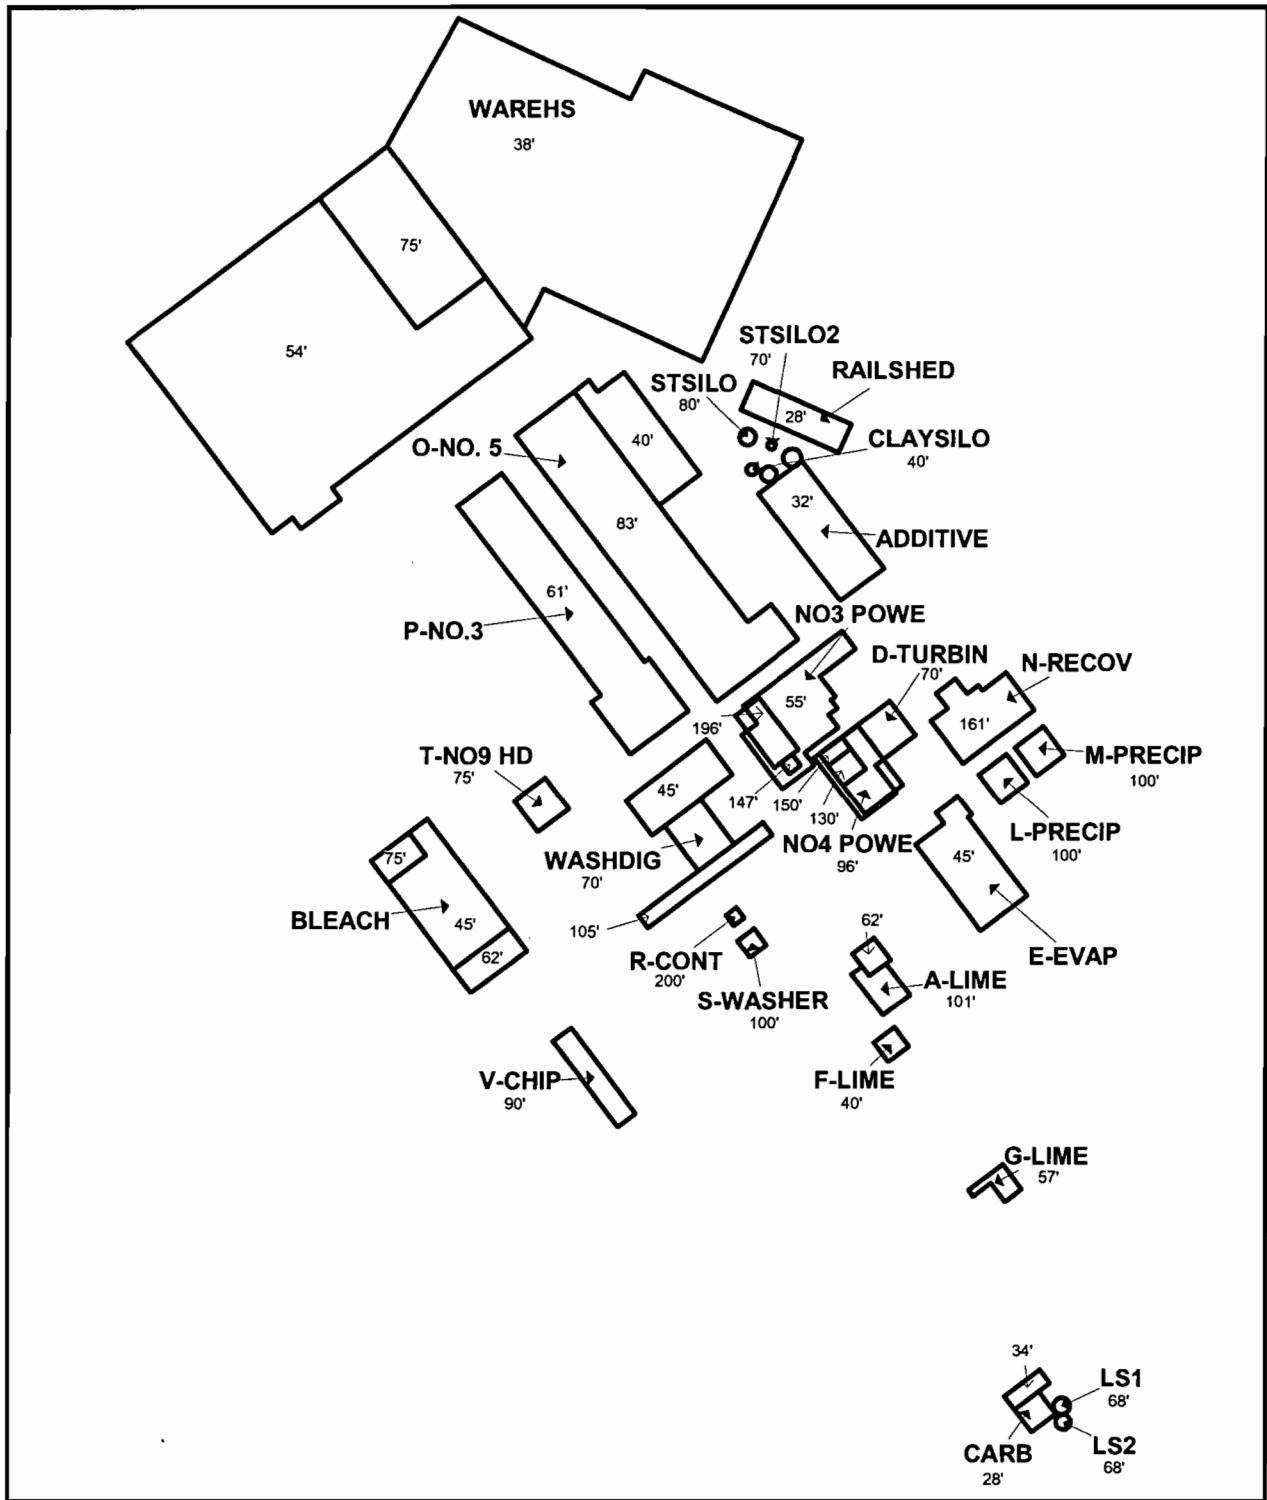 WAREHS
38'
75'
54'
STSILO2
70'
STSILO
80'
RAILSHED
28'
CLAYSILO
40'
O-NO. 5
40'
83'
32'
ADDITIVE
61'
P-NO.3
NO3 POWE
55'
D-TURBIN
70'
N-RECOV
161'
196'
M-PRECIP
100'
T-NO9 HD
75'
45'
147'
150'
130'
L-PRECIP
100'
NO4 POWE
96'
WASHDIG
70'
45'
75'
BLEACH
45'
62'
105'
R-CONT
200'
S-WASHER
100'
62'
A-LIME
101'
E-EVAP
V-CHIP
90'
F-LIME
40'
G-LIME
57'
34'
LS1
68'
CARB
28'
LS2
68'